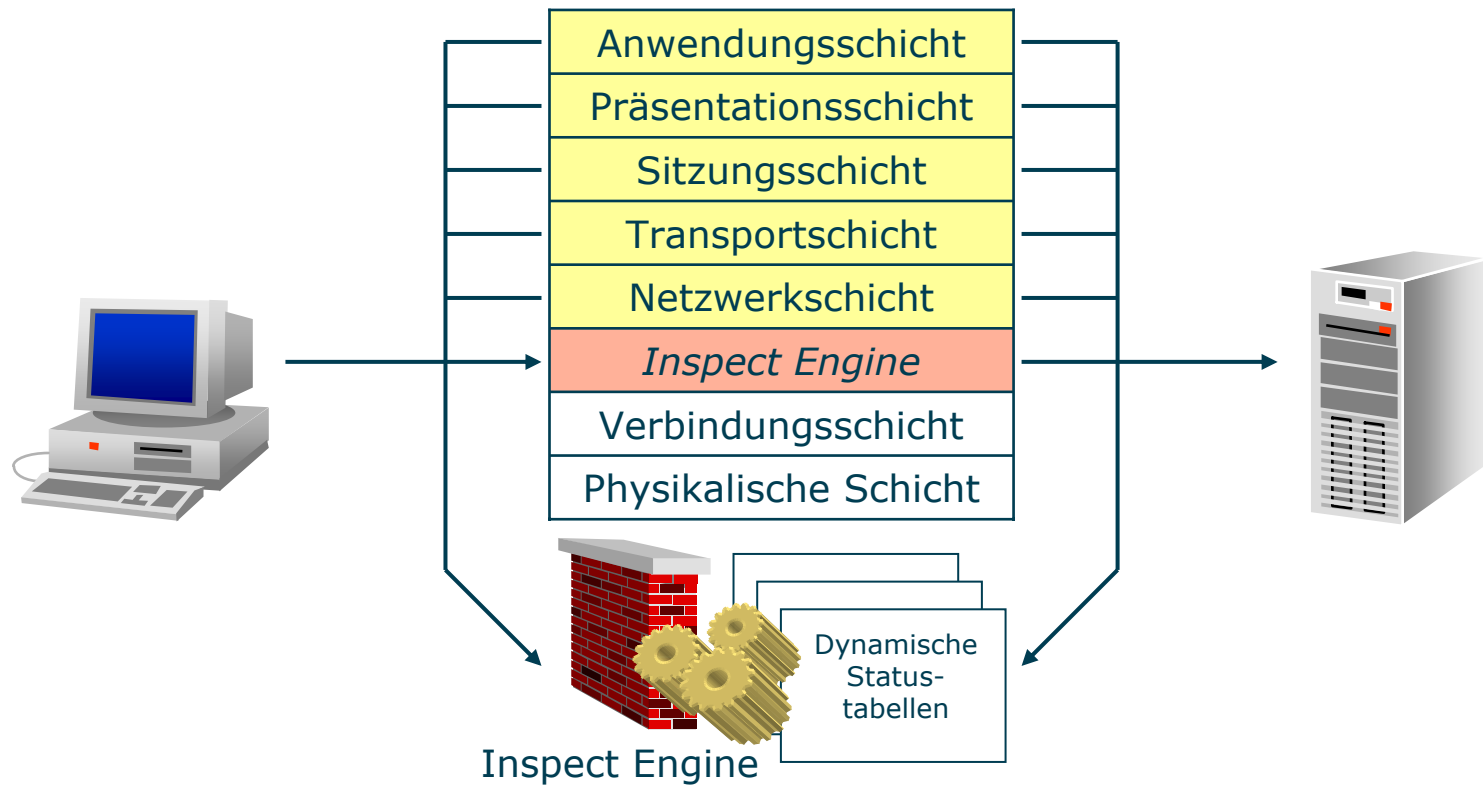 Anwendungsschicht
Präsentationsschicht
Sitzungsschicht
Transportschicht
Netzwerkschicht
Inspect Engine
Verbindungsschicht
Physikalische Schicht
Dynamische
Status-
tabellen
Inspect Engine